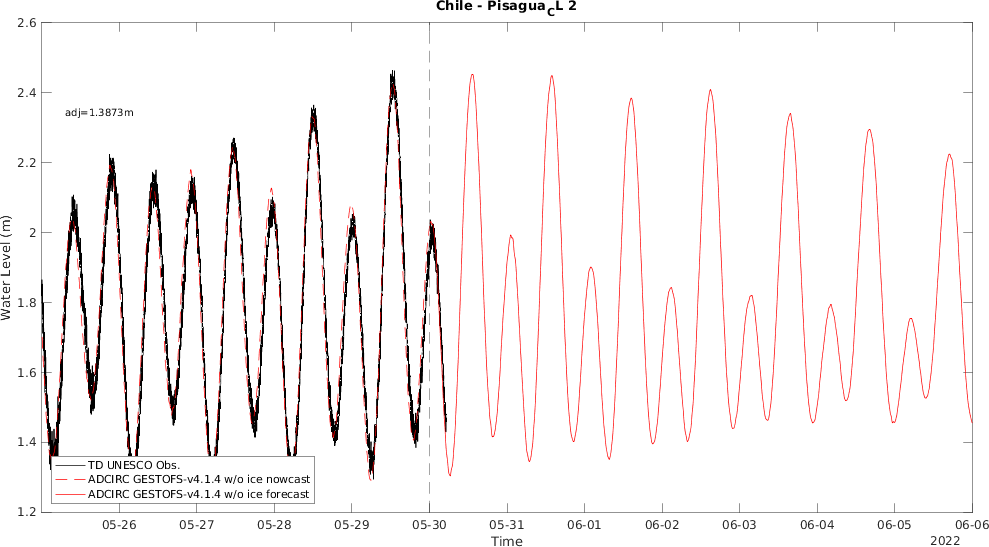 Chile - Pisagua_CL 2
2.6
2.4
2.2
2
1.8
1.6
1.4
1.2
Water Level (m)
adj=1.3873m
TD UNESCO Obs.
ADCIRC GESTOFS-v4.1.4 w/o ice nowcast
ADCIRC GESTOFS-v4.1.4 w/o ice forecast
05-26 05-27 05-28 05-29 05-30 05-31 06-01 06-02 06-03 06-04 06-05 06-06
Time
2022